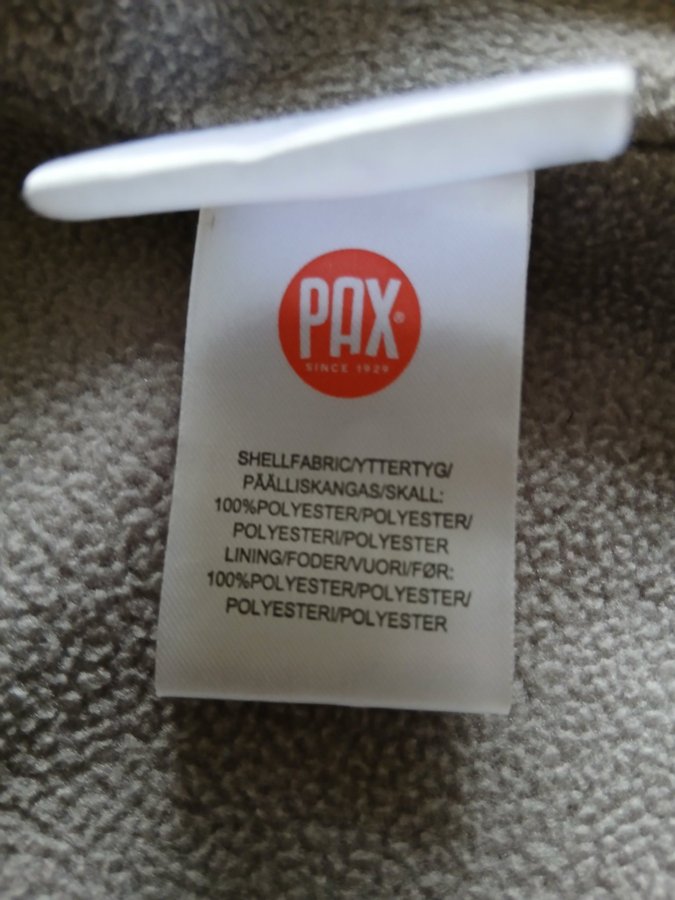 PAX®
SINCE 1929
SHELLFABRIC/YTTERTYG/
PÄÄLLISKANGAS/SKALL:
100%POLYESTER/POLYESTER/
POLYESTERI/POLYESTER
LINING/FODER/VUORI/FØR:
100%POLYESTER/POLYESTER/
POLYESTERI/POLYESTER